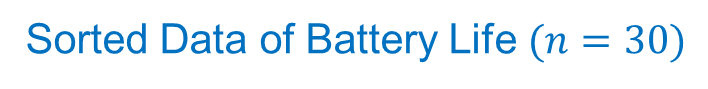 Sorted Data of Battery Life (n = 30)